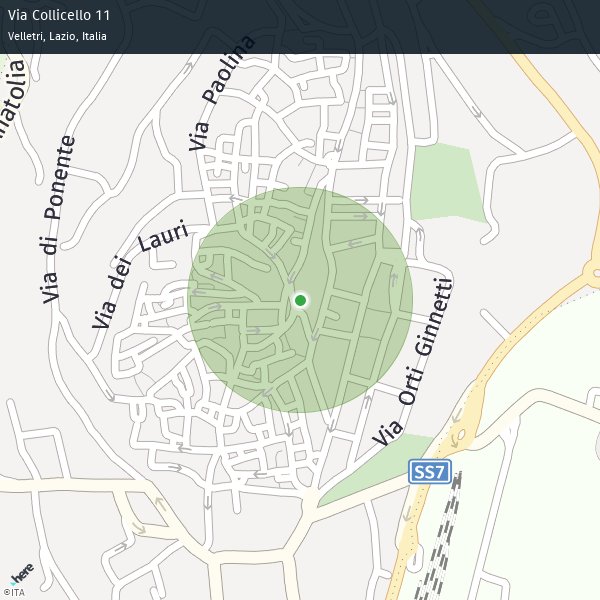 Via Collicello 11
Velletri, Lazio, Italia
Via Paolina
Via di Ponente
Via dei Lauri
Via Orti Ginnetti
SS7
here
©ITA